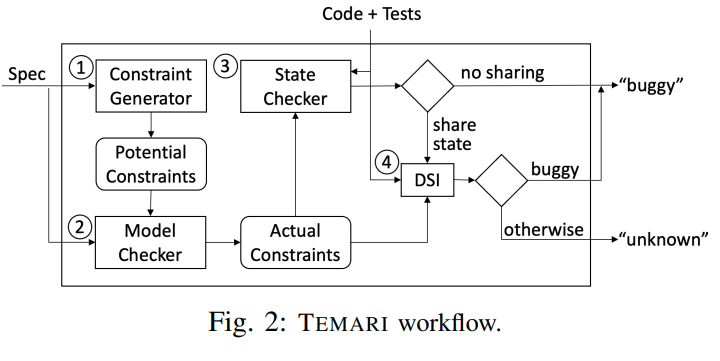 Code + Tests
Spec
①
Constraint
Generator
③
State
Checker
no sharing
"buggy"
Potential
Constraints
share
state
④
DSI
buggy
②
Model
Checker
Actual
Constraints
otherwise
"unknown"
Fig. 2: TEMARI workflow.